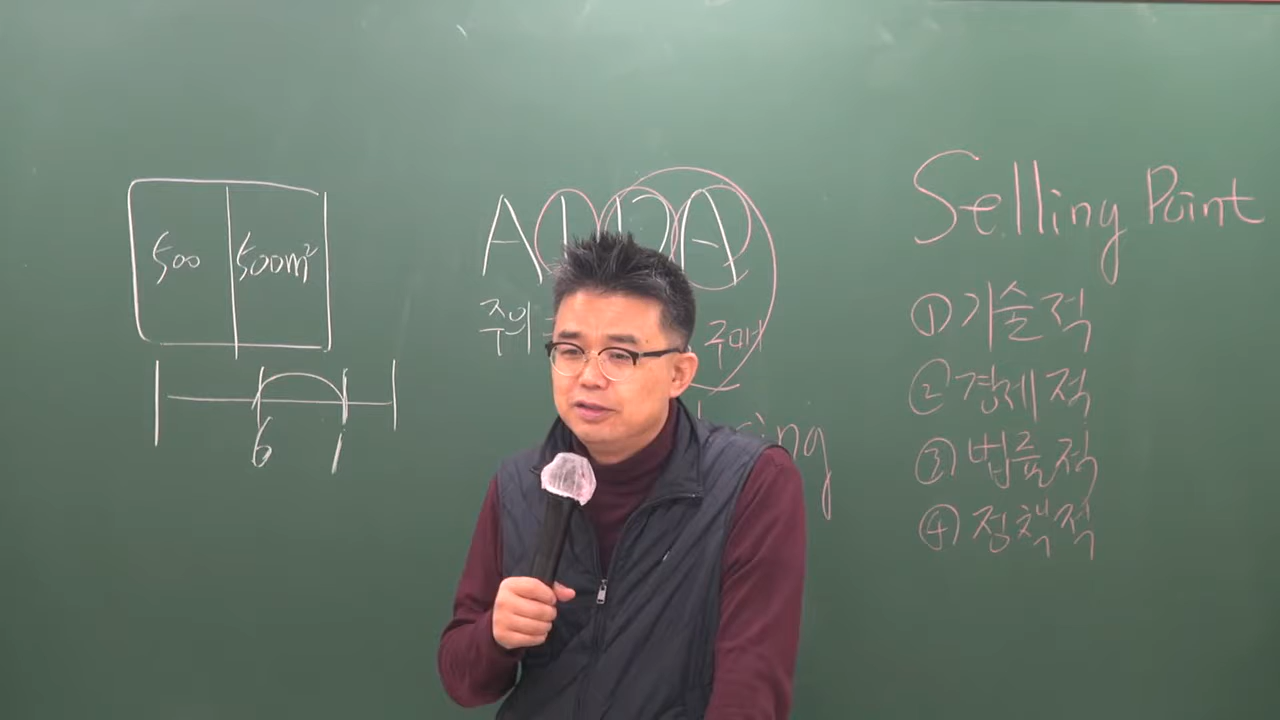 500 500m²
6 1
AIDA
주의 구매
ing
Selling Point
① 기술적
② 경제적
③ 법률적
④ 정책적